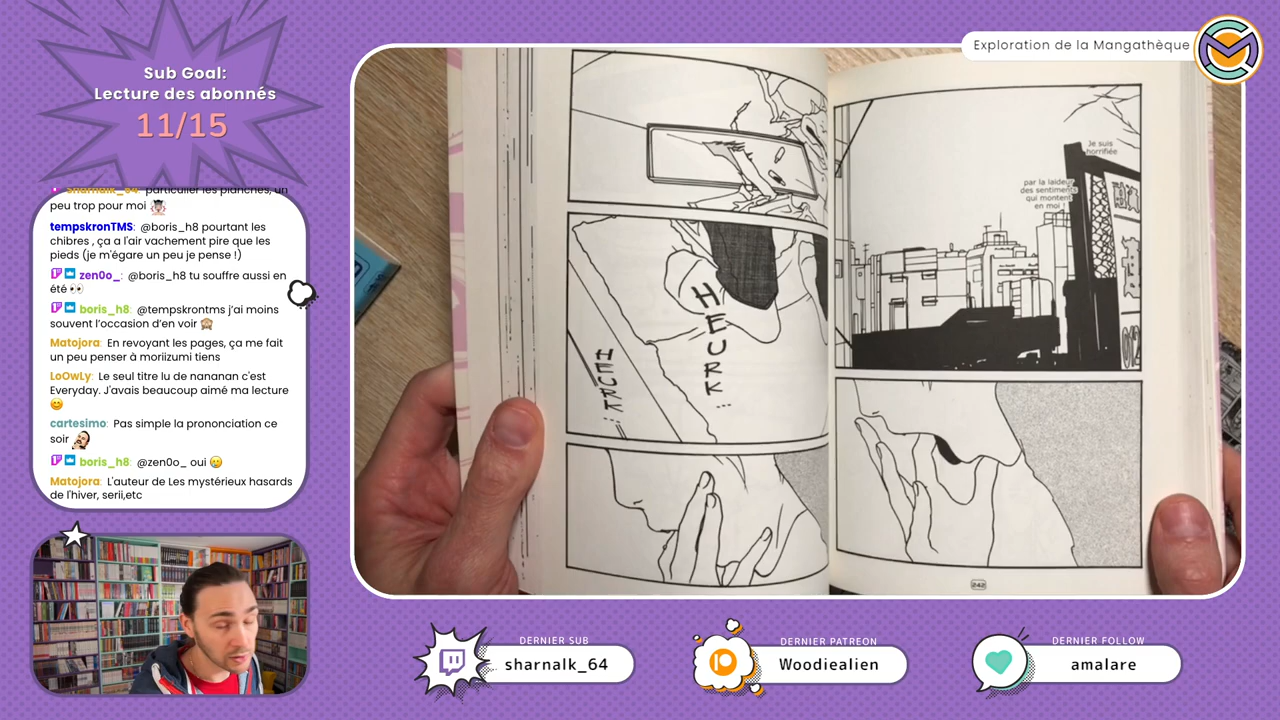 Sub Goal:
Lecture des abonnés
11/15
sharnalk_64 particulier les planches, un
peu trop pour moi
tempskronTMS: @boris_h8 pourtant les
chibres , ça a l'air vachement pire que les
pieds (je m'égare un peu je pense !)
zen0o_: @boris_h8 tu souffre aussi en
été
boris_h8: @tempskrontms j'ai moins
souvent l'occasion d'en voir
Matojora: En revoyant les pages, ça me fait
un peu penser à moriizumi tiens
LoOwLy: Le seul titre lu de nananan c'est
Everyday. J'avais beaucoup aimé ma lecture
cartesimo: Pas simple la prononciation ce
soir
boris_h8: @zen0o_ oui
Matojora: L'auteur de Les mystérieux hasards
de l'hiver, serii,etc
Exploration de la Mangathèque
HEURK
...
HEURK
...
Je suis
horrifiée
par la laideur
des sentiments
qui montent
en moi !
242
DERNIER SUB
sharnalk_64
DERNIER PATREON
Woodiealien
DERNIER FOLLOW
amalare